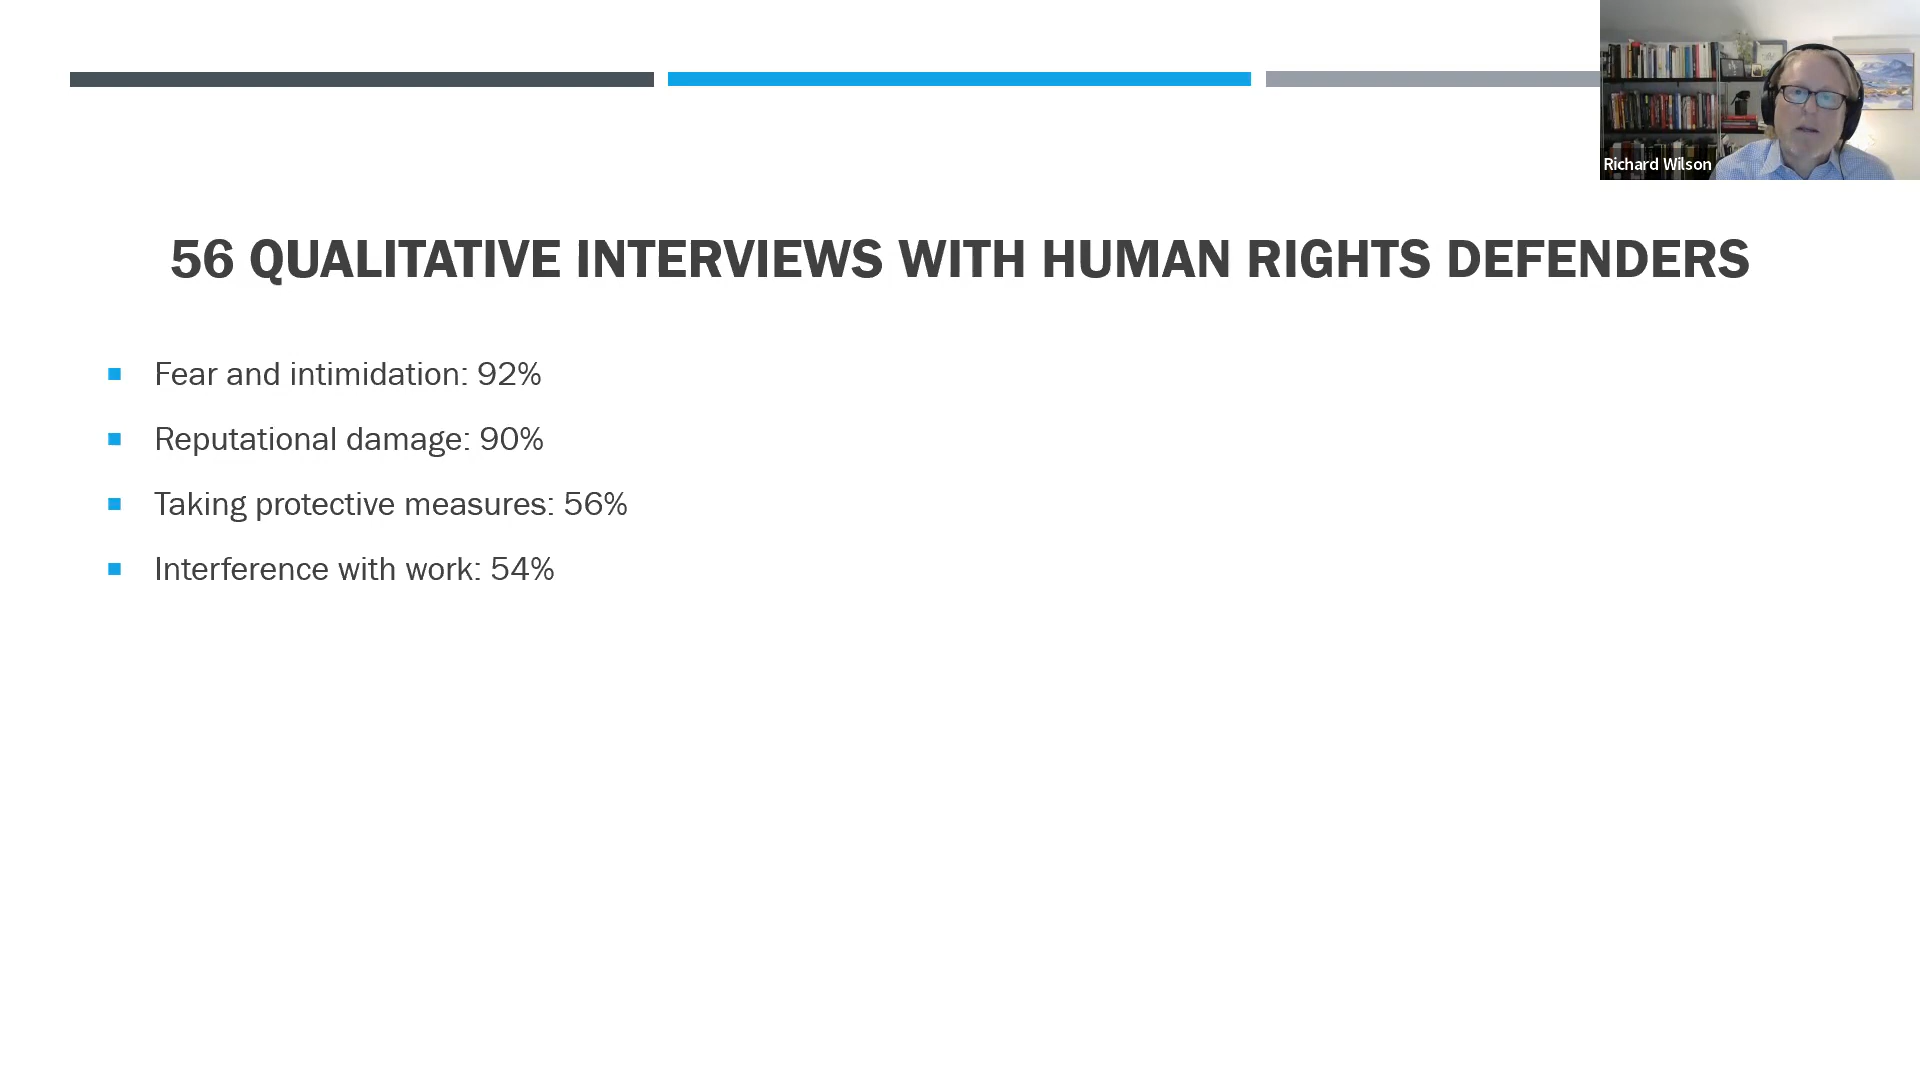 Richard Wilson
56 QUALITATIVE INTERVIEWS WITH HUMAN RIGHTS DEFENDERS
Fear and intimidation: 92%
Reputational damage: 90%
Taking protective measures: 56%
Interference with work: 54%